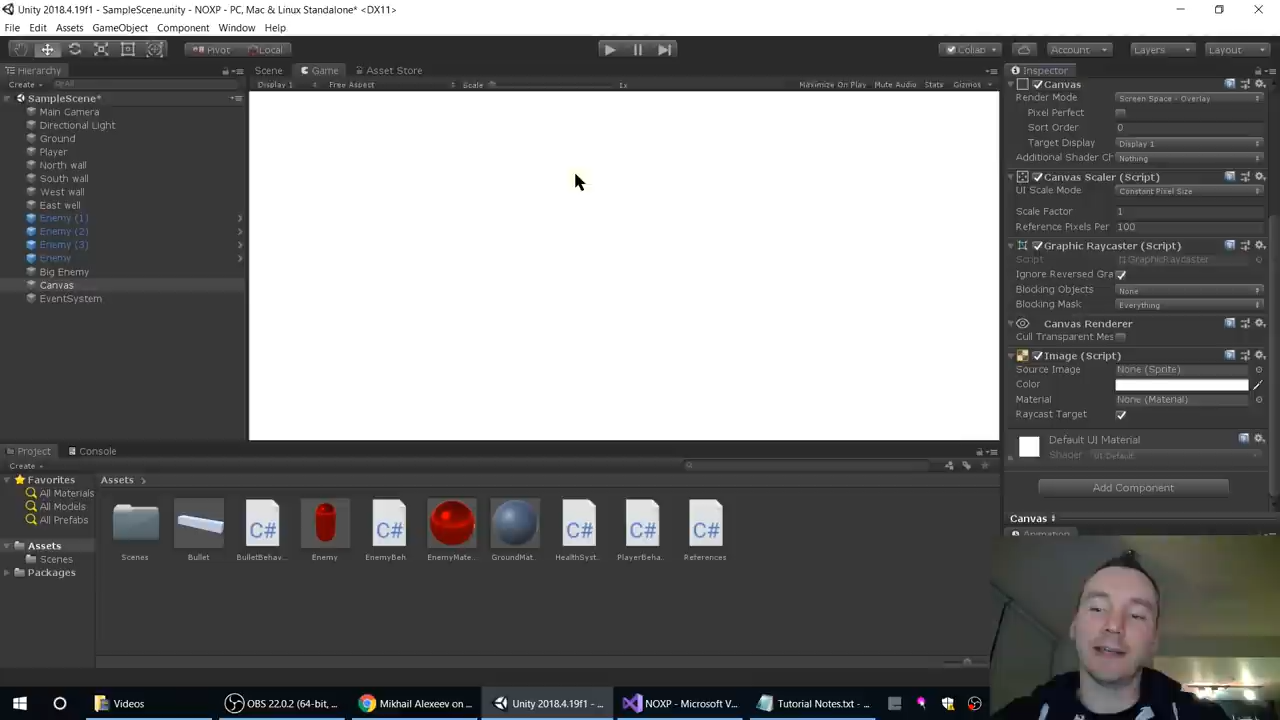 Unity 2018.4.19f1 - SampleScene.unity - NOXP - PC, Mac & Linux Standalone* <DX11>
File Edit Assets GameObject Component Window Help
Pivot Local Collab Account Layers Layout
Hierarchy Scene Game Asset Store Inspector
Create All Display 1 Free Aspect Scale 1x Maximize On Play Mute Audio Stats Gizmos
SampleScene*
Main Camera
Directional Light
Ground
Player
North wall
South wall
West wall
East well
Enemy (1)
Enemy (2)
Enemy (3)
Enemy
Big Enemy
Canvas
EventSystem
Canvas
Render Mode Screen Space - Overlay
Pixel Perfect
Sort Order 0
Target Display Display 1
Additional Shader Ch Nothing
Canvas Scaler (Script)
UI Scale Mode Constant Pixel Size
Scale Factor 1
Reference Pixels Per 100
Graphic Raycaster (Script)
Script GraphicRaycaster
Ignore Reversed Gra
Blocking Objects None
Blocking Mask Everything
Canvas Renderer
Cull Transparent Mes
Image (Script)
Source Image None (Sprite)
Color
Material None (Material)
Raycast Target
Default UI Material
Shader UI/Default
Add Component
Canvas
Animation
Project Console
Create
Favorites
All Materials
All Models
All Prefabs
Assets
Scenes
Packages
Assets
Scenes Bullet BulletBehav... Enemy EnemyBeh... EnemyMate... GroundMat... HealthSyst... PlayerBeha... References
Videos OBS 22.0.2 (64-bit, ... Mikhail Alexeev on ... Unity 2018.4.19f1 - ... NOXP - Microsoft V... Tutorial Notes.txt - ...